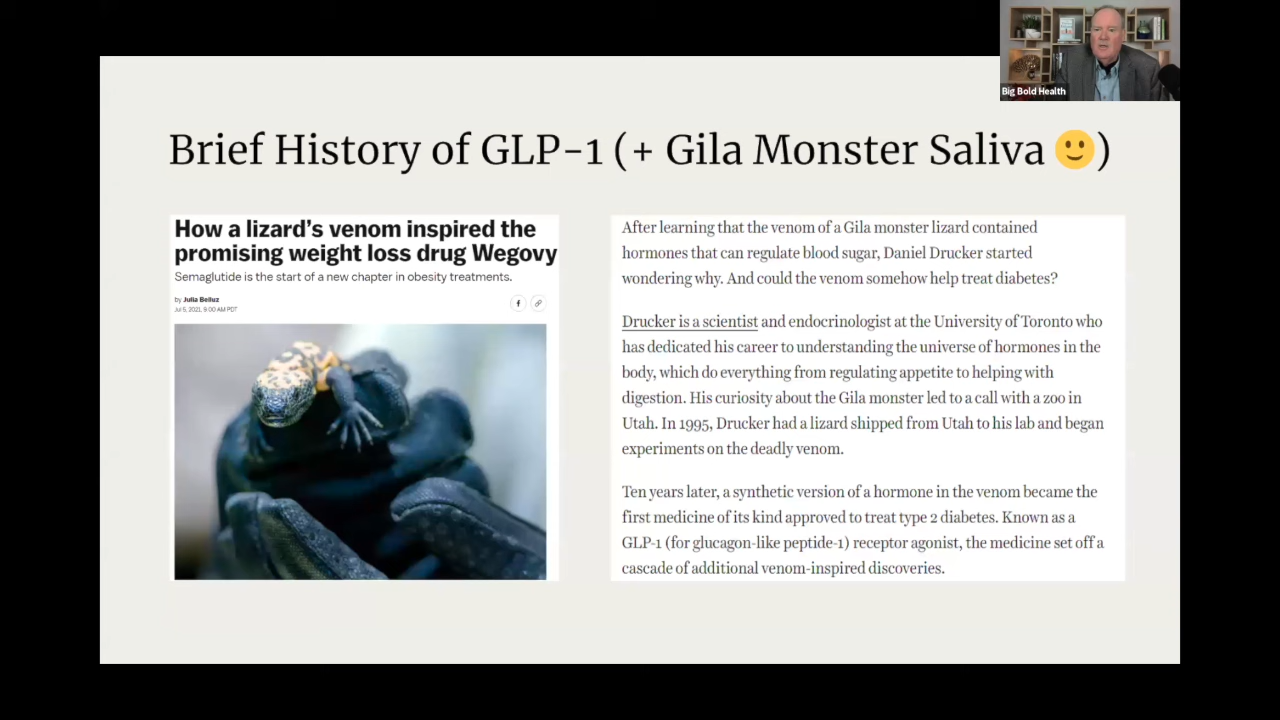 Big Bold Health
Brief History of GLP-1 (+ Gila Monster Saliva 🙂)
How a lizard's venom inspired the
promising weight loss drug Wegovy
Semaglutide is the start of a new chapter in obesity treatments.
by Julia Belluz
Jul 5, 2021, 9:00 AM PDT
After learning that the venom of a Gila monster lizard contained
hormones that can regulate blood sugar, Daniel Drucker started
wondering why. And could the venom somehow help treat diabetes?
Drucker is a scientist and endocrinologist at the University of Toronto who
has dedicated his career to understanding the universe of hormones in the
body, which do everything from regulating appetite to helping with
digestion. His curiosity about the Gila monster led to a call with a zoo in
Utah. In 1995, Drucker had a lizard shipped from Utah to his lab and began
experiments on the deadly venom.
Ten years later, a synthetic version of a hormone in the venom became the
first medicine of its kind approved to treat type 2 diabetes. Known as a
GLP-1 (for glucagon-like peptide-1) receptor agonist, the medicine set off a
cascade of additional venom-inspired discoveries.